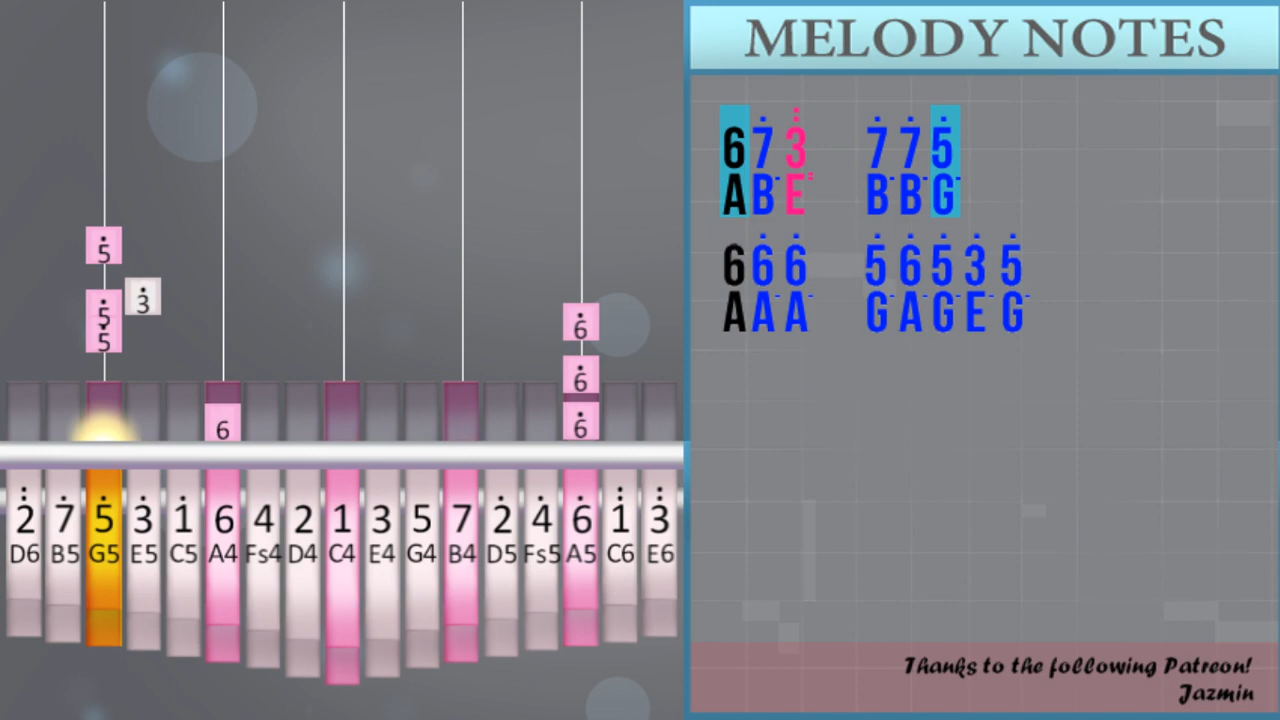 MELODY NOTES
6 7̇ 3̈ 7̇ 7̇ 5̇
A B° E°° B° B° G°
6 6̇ 6̇ 5̇ 6̇ 5̇ 3̇ 5̇
A A° A° G° A° G° E° G°
5̇
3̇
5̇
5̇
6̇
6̇
6 6̇
2̈ 7̇ 5̇ 3̇ 1̇ 6 4 2 1 3 5 7 2̇ 4̇ 6̇ 1̈ 3̈
D6 B5 G5 E5 C5 A4 Fs4 D4 C4 E4 G4 B4 D5 Fs5 A5 C6 E6
Thanks to the following Patreon!
Jazmin